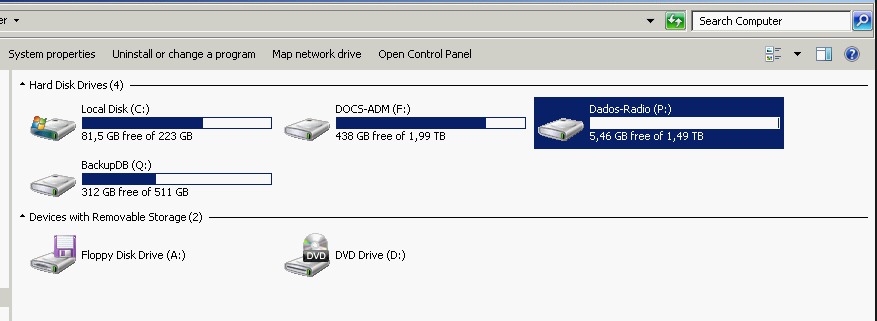 er
Search Computer
System properties Uninstall or change a program Map network drive Open Control Panel
Hard Disk Drives (4)
Local Disk (C:)
81,5 GB free of 223 GB
DOCS-ADM (F:)
438 GB free of 1,99 TB
Dados-Radio (P:)
5,46 GB free of 1,49 TB
BackupDB (Q:)
312 GB free of 511 GB
Devices with Removable Storage (2)
Floppy Disk Drive (A:)
DVD
DVD Drive (D:)